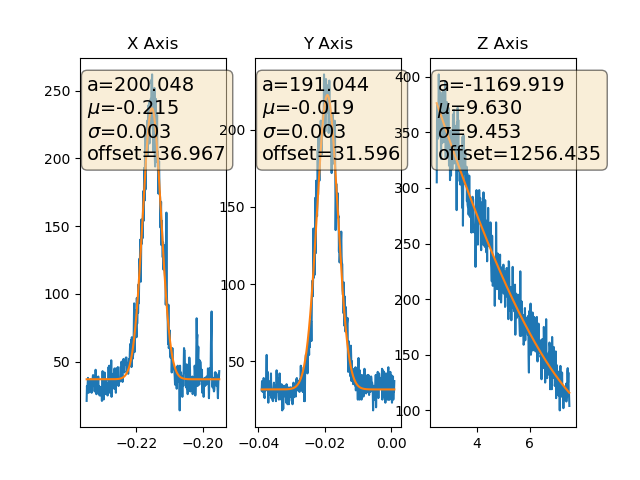 X Axis
Y Axis
Z Axis
a=200.048
μ=-0.215
σ=0.003
offset=36.967
a=191.044
μ=-0.019
σ=0.003
offset=31.596
a=-1169.919
μ=9.630
σ=9.453
offset=1256.435
250
200
150
100
50
−0.22
−0.20
200
150
100
50
−0.04
−0.02
0.00
400
350
300
250
200
150
100
4
6